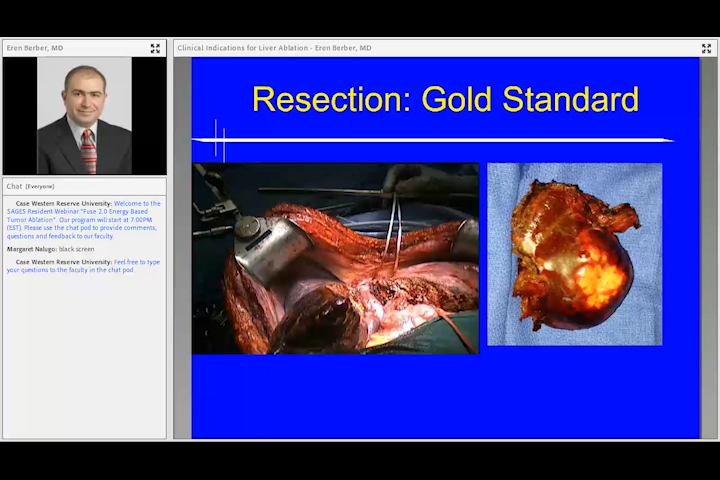 Eren Berber, MD
Clinical Indications for Liver Ablation - Eren Berber, MD
Resection: Gold Standard
Chat (Everyone)
Case Western Reserve University: Welcome to the
SAGES Resident Webinar "Fuse 2.0 Energy Based
Tumor Ablation". Our program will start at 7:00PM
(EST). Please use the chat pod to provide comments,
questions and feedback to our faculty.
Margaret Nalugo: black screen
Case Western Reserve University: Feel free to type
your questions to the faculty in the chat pod.